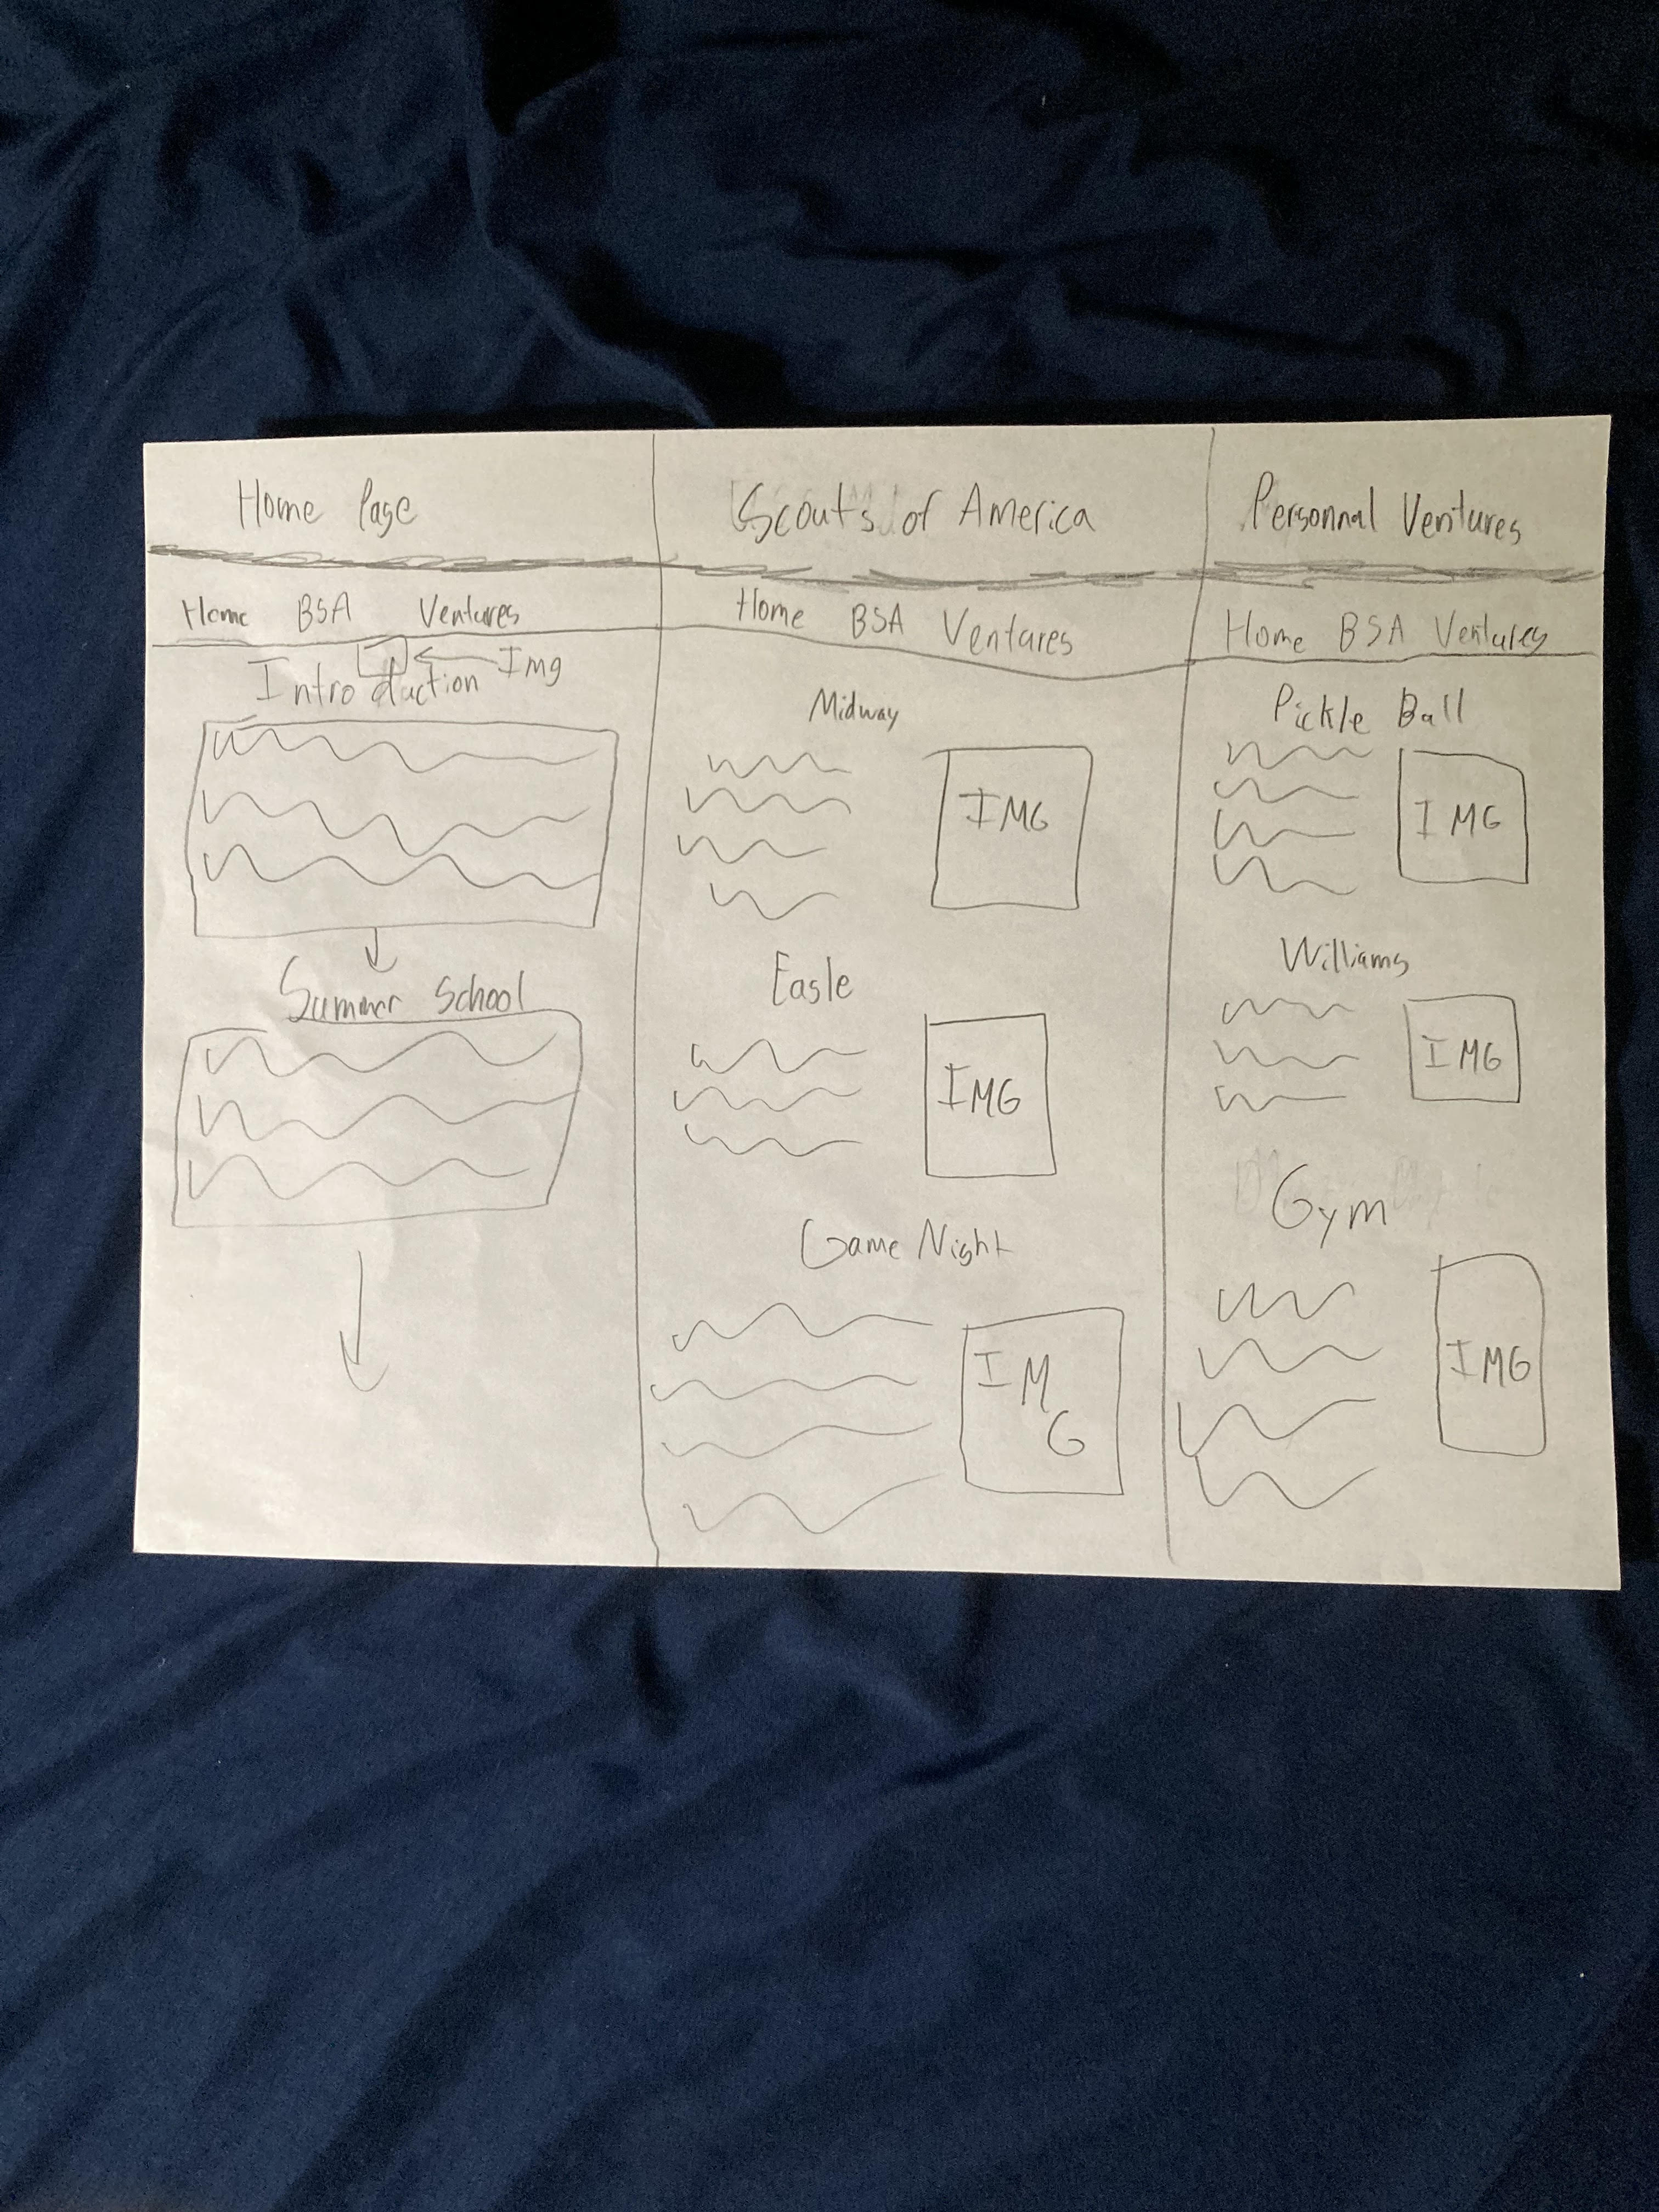 Home Page
Home BSA Ventures
Img
Introduction
Summer School
Scouts of America
Home BSA Ventures
Midway
IMG
Eagle
IMG
Game Night
IMG
Personnal Ventures
Home BSA Ventures
Pickle Ball
IMG
Williams
IMG
Gym
IMG